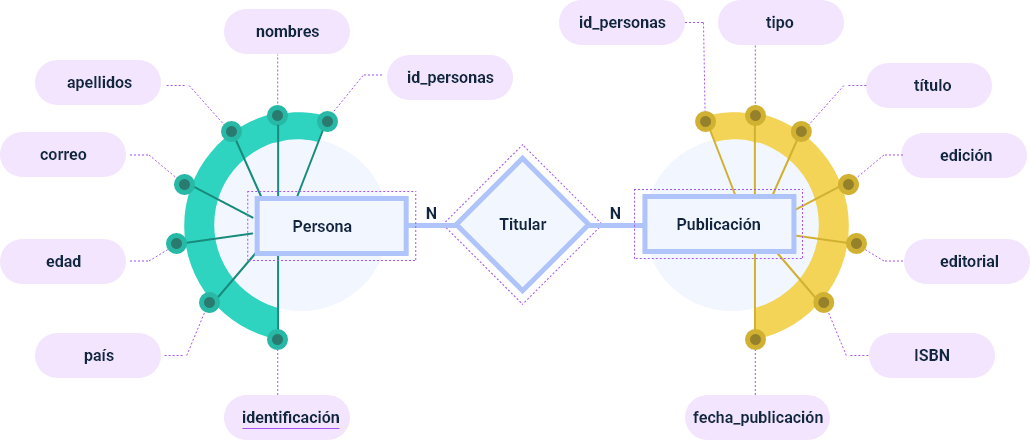 nombres
id_personas
apellidos
correo
edad
país
identificación
Persona
N
Titular
N
Publicación
id_personas
tipo
título
edición
editorial
ISBN
fecha_publicación